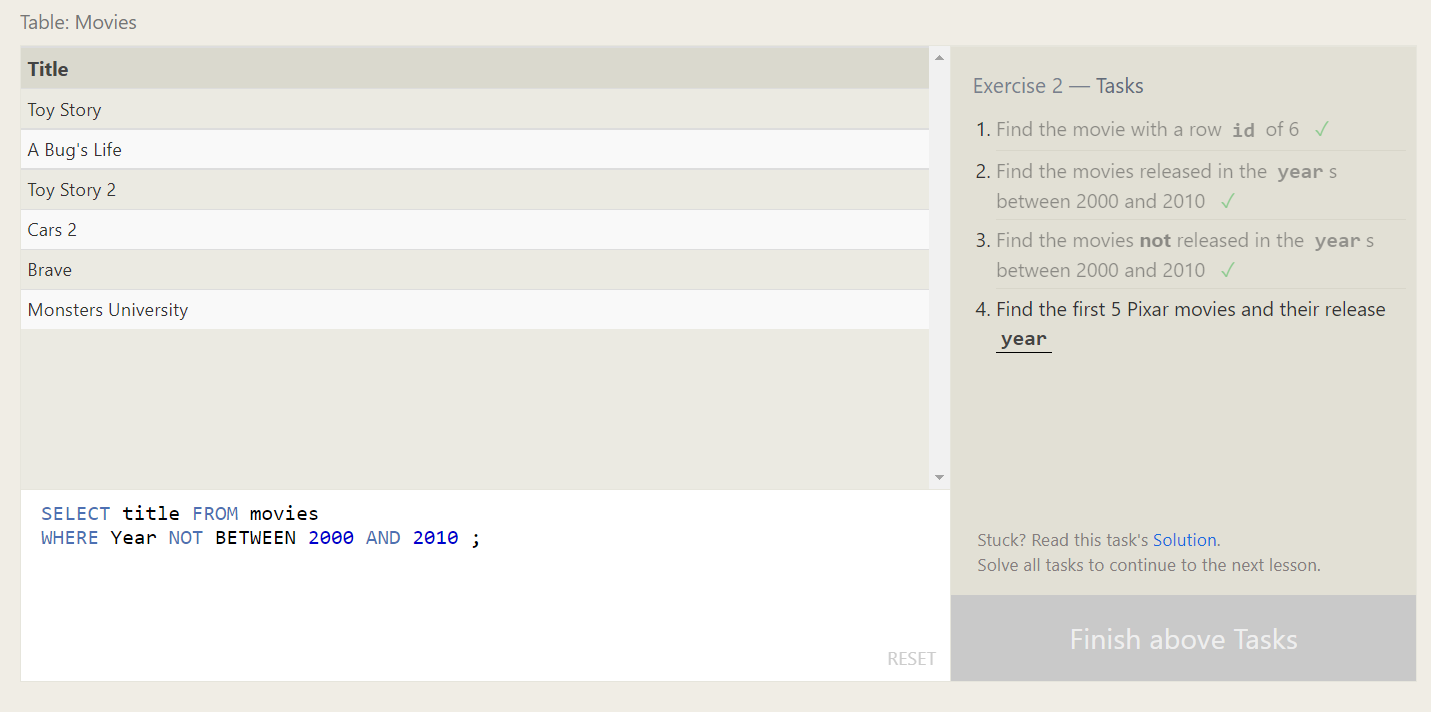 Table: Movies
Title
Toy Story
A Bug's Life
Toy Story 2
Cars 2
Brave
Monsters University
SELECT title FROM movies
WHERE Year NOT BETWEEN 2000 AND 2010 ;
RESET
Exercise 2 — Tasks
1. Find the movie with a row id of 6 ✓
2. Find the movies released in the year s
between 2000 and 2010 ✓
3. Find the movies not released in the year s
between 2000 and 2010 ✓
4. Find the first 5 Pixar movies and their release
year
Stuck? Read this task's Solution.
Solve all tasks to continue to the next lesson.
Finish above Tasks